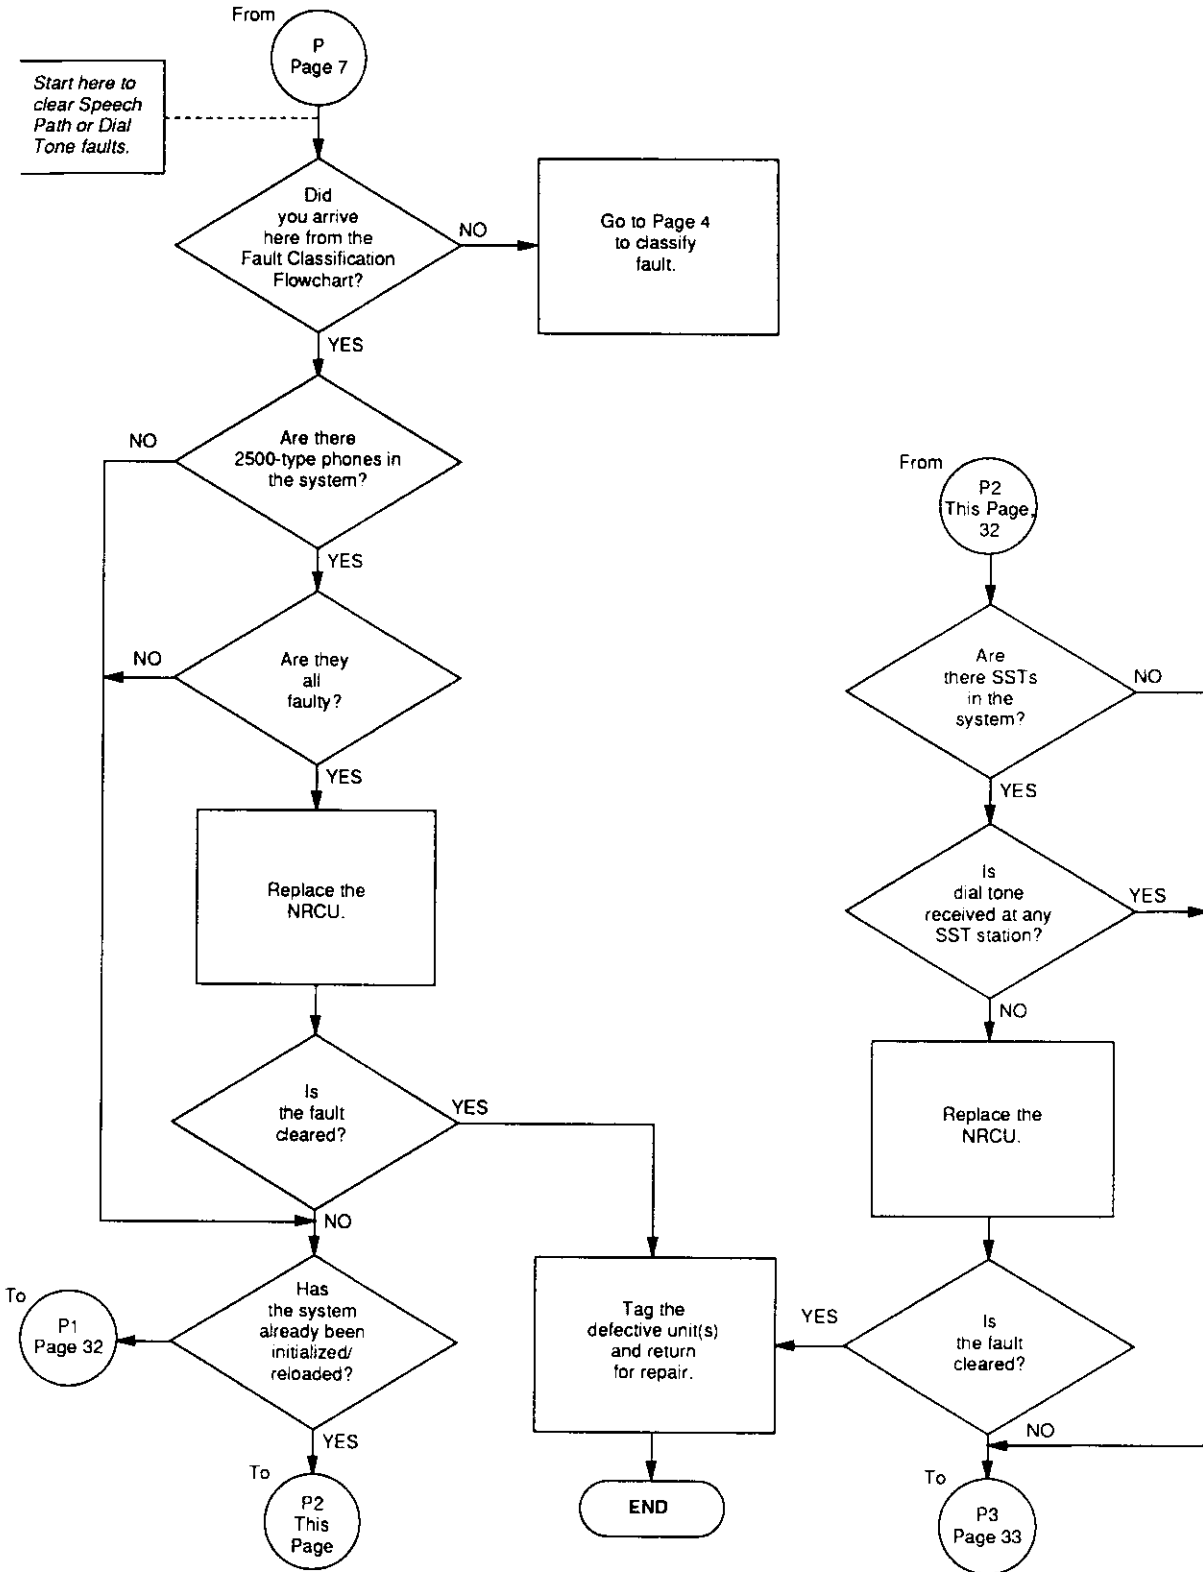 From
P
Page 7
Start here to
clear Speech
Path or Dial
Tone faults.
Did
you arrive
here from the
Fault Classification
Flowchart?
NO
Go to Page 4
to classify
fault.
YES
NO
Are there
2500-type phones in
the system?
YES
NO
Are they
all
faulty?
YES
Replace the
NRCU.
Is
the fault
cleared?
YES
NO
To
P1
Page 32
Has
the system
already been
initialized/
reloaded?
YES
To
P2
This
Page
Tag the
defective unit(s)
and return
for repair.
END
From
P2
This Page,
32
Are
there SSTs
in the
system?
NO
YES
Is
dial tone
received at any
SST station?
YES
NO
Replace the
NRCU.
YES
Is
the fault
cleared?
NO
To
P3
Page 33